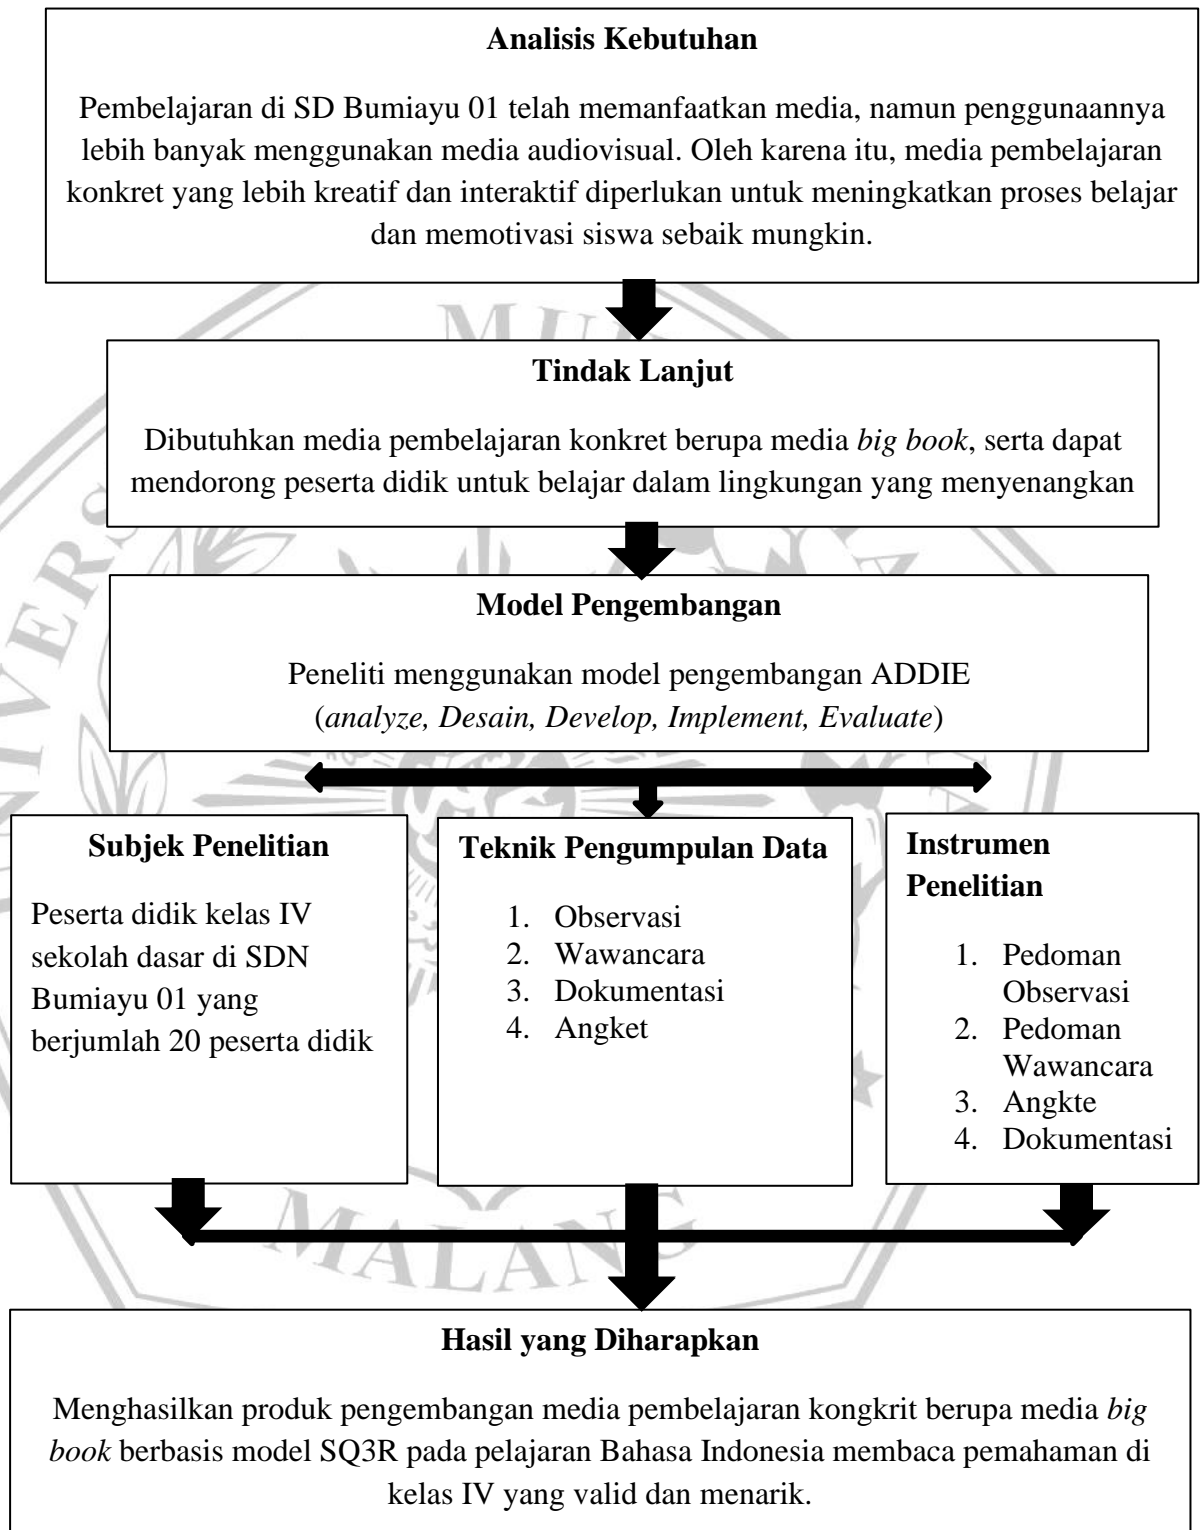 Analisis Kebutuhan
Pembelajaran di SD Bumiayu 01 telah memanfaatkan media, namun penggunaannya
lebih banyak menggunakan media audiovisual. Oleh karena itu, media pembelajaran
konkret yang lebih kreatif dan interaktif diperlukan untuk meningkatkan proses belajar
dan memotivasi siswa sebaik mungkin.
Tindak Lanjut
Dibutuhkan media pembelajaran konkret berupa media big book, serta dapat
mendorong peserta didik untuk belajar dalam lingkungan yang menyenangkan
Model Pengembangan
Peneliti menggunakan model pengembangan ADDIE
(analyze, Desain, Develop, Implement, Evaluate)
Subjek Penelitian
Peserta didik kelas IV
sekolah dasar di SDN
Bumiayu 01 yang
berjumlah 20 peserta didik
Teknik Pengumpulan Data
1. Observasi
2. Wawancara
3. Dokumentasi
4. Angket
Instrumen
Penelitian
1. Pedoman
Observasi
2. Pedoman
Wawancara
3. Angkte
4. Dokumentasi
MALANG
Hasil yang Diharapkan
Menghasilkan produk pengembangan media pembelajaran kongkrit berupa media big
book berbasis model SQ3R pada pelajaran Bahasa Indonesia membaca pemahaman di
kelas IV yang valid dan menarik.